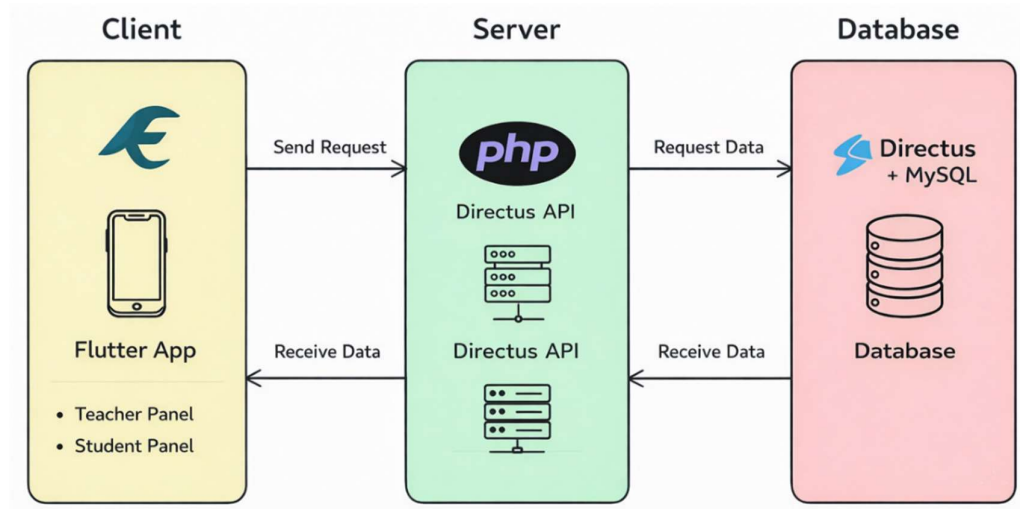 Client
Server
Database
Send Request
php
Request Data
Directus
+ MySQL
Directus API
Flutter App
Receive Data
Directus API
Receive Data
Database
• Teacher Panel
• Student Panel